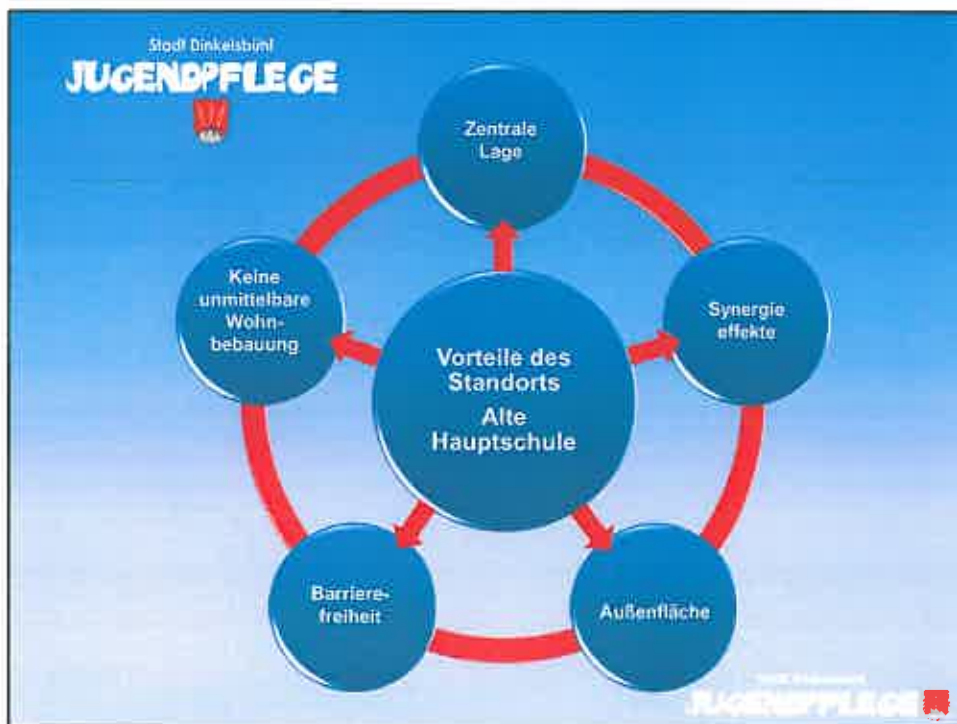 Stadt Dinkelsbühl
JUGENDPFLEGE
Zentrale
Lage
Synergie
effekte
Außenfläche
Barriere-
freiheit
Keine
unmittelbare
Wohn-
bebauung
Vorteile des
Standorts
Alte
Hauptschule
JUGENDPFLEGE